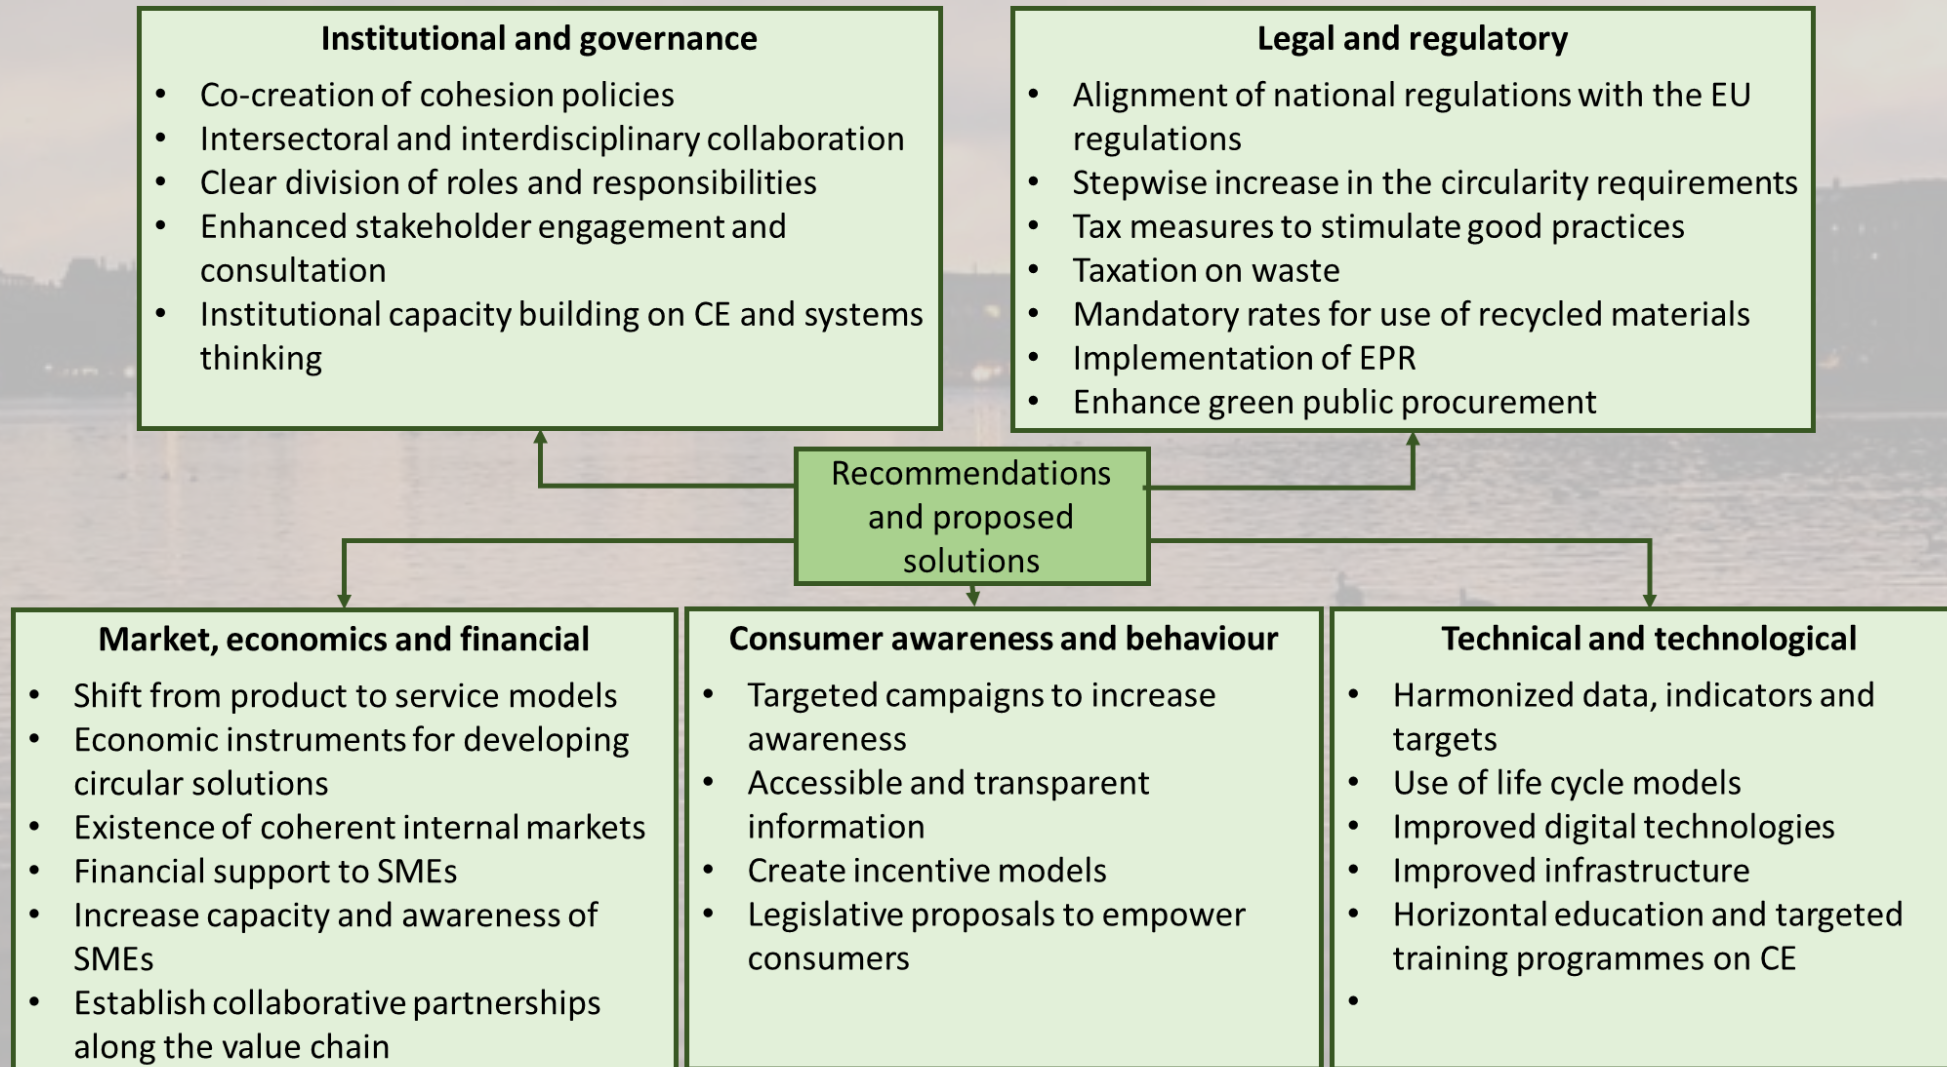 Institutional and governance
• Co-creation of cohesion policies
• Intersectoral and interdisciplinary collaboration
• Clear division of roles and responsibilities
• Enhanced stakeholder engagement and
consultation
• Institutional capacity building on CE and systems
thinking
Legal and regulatory
• Alignment of national regulations with the EU
regulations
• Stepwise increase in the circularity requirements
• Tax measures to stimulate good practices
• Taxation on waste
• Mandatory rates for use of recycled materials
• Implementation of EPR
• Enhance green public procurement
Recommendations
and proposed
solutions
Market, economics and financial
• Shift from product to service models
• Economic instruments for developing
circular solutions
• Existence of coherent internal markets
• Financial support to SMEs
• Increase capacity and awareness of
SMEs
• Establish collaborative partnerships
along the value chain
Consumer awareness and behaviour
• Targeted campaigns to increase
awareness
• Accessible and transparent
information
• Create incentive models
• Legislative proposals to empower
consumers
Technical and technological
• Harmonized data, indicators and
targets
• Use of life cycle models
• Improved digital technologies
• Improved infrastructure
• Horizontal education and targeted
training programmes on CE
•